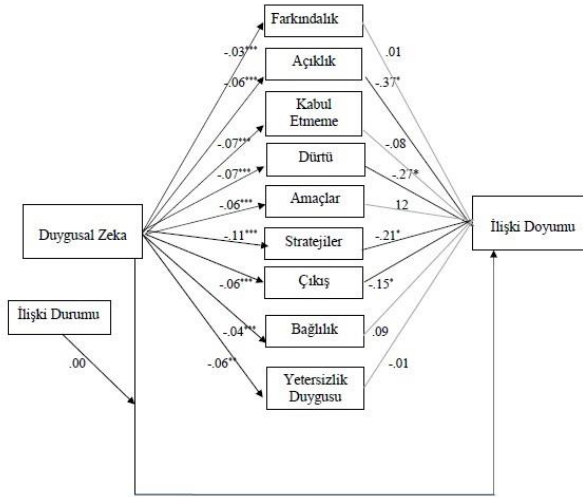 Farkındalık
-.03***
.01
Açıklık
-.06***
-.37*
Kabul
Etmeme
-.07***
-.08
Dürtü
-.07***
-.27*
Amaçlar
-.06***
12
Duygusal Zeka
İlişki Doyumu
Stratejiler
-.11***
-.21*
Çıkış
-.06***
-.15*
İlişki Durumu
Bağlılık
-.04***
.09
.00
-.06**
-.01
Yetersizlik
Duygusu